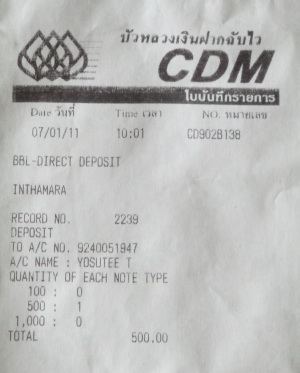 บัวหลวงเงินฝากฉับไว
CDM
ใบบันทึกรายการ
Date วันที่ Time เวลา NO. หมายเลข
07/01/11 10:01 CD902B138
BBL-DIRECT DEPOSIT
INTHAMARA
RECORD NO. 2239
DEPOSIT
TO A/C NO. 9240051847
A/C NAME : YOSUTEE T
QUANTITY OF EACH NOTE TYPE
100 : 0
500 : 1
1,000 : 0
TOTAL 500.00